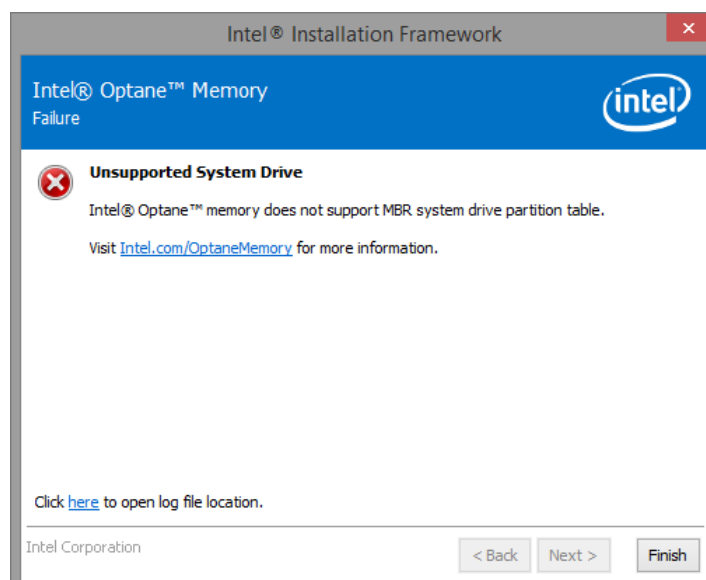 Intel® Installation Framework
Intel® Optane™ Memory
Failure
intel
Unsupported System Drive
Intel® Optane™ memory does not support MBR system drive partition table.
Visit Intel.com/OptaneMemory for more information.
Click here to open log file location.
Intel Corporation
< Back Next > Finish